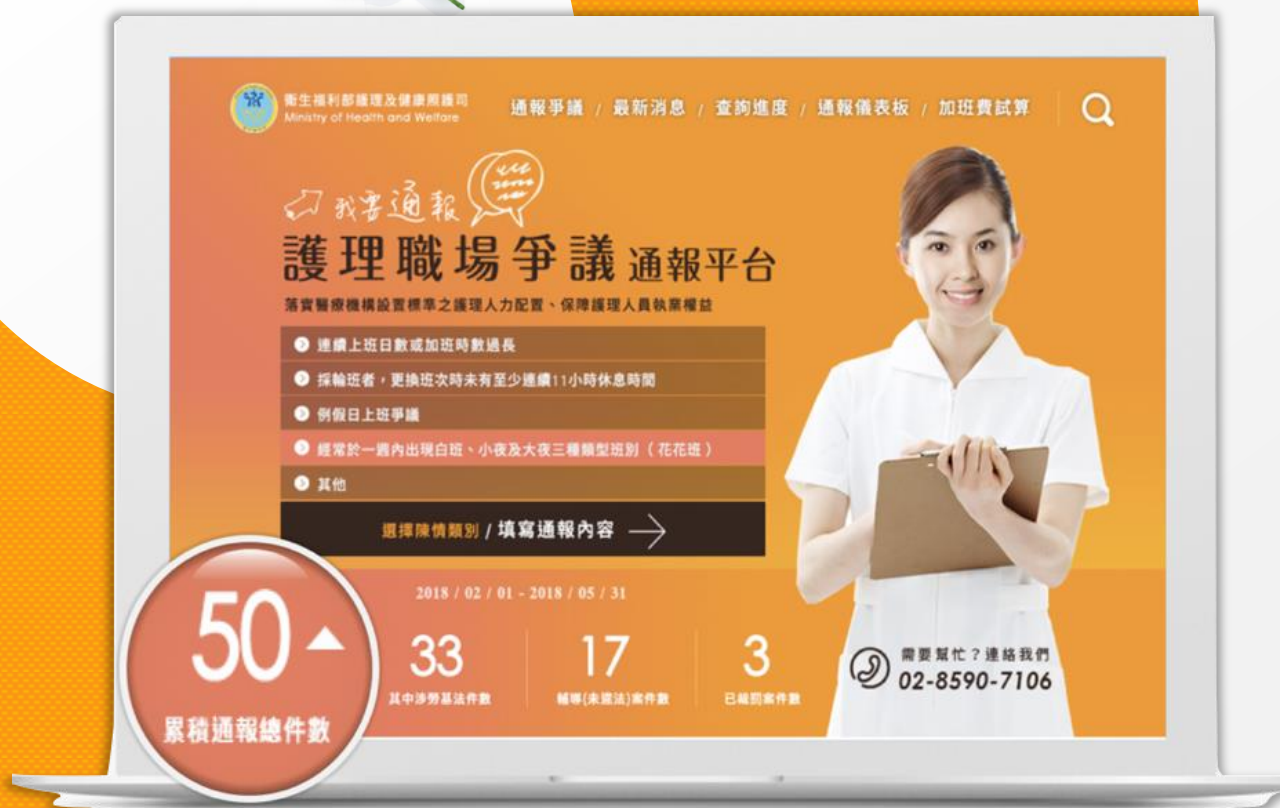 衛生福利部護理及健康照護司
Ministry of Health and Welfare
通報爭議 / 最新消息 / 查詢進度 / 通報儀表板 / 加班費試算
我要通報
護理職場爭議通報平台
落實醫療機構設置標準之護理人力配置、保障護理人員執業權益
連續上班日數或加班時數過長
採輪班者,更換班次時未有至少連續11小時休息時間
例假日上班爭議
經常於一週內出現白班、小夜及大夜三種類型班別(花花班)
其他
選擇陳情類別 / 填寫通報內容
2018 / 02 / 01 - 2018 / 05 / 31
50
累積通報總件數
33
其中涉勞基法件數
17
輔導(未違法)案件數
3
已裁罰案件數
需要幫忙?連絡我們
02-8590-7106